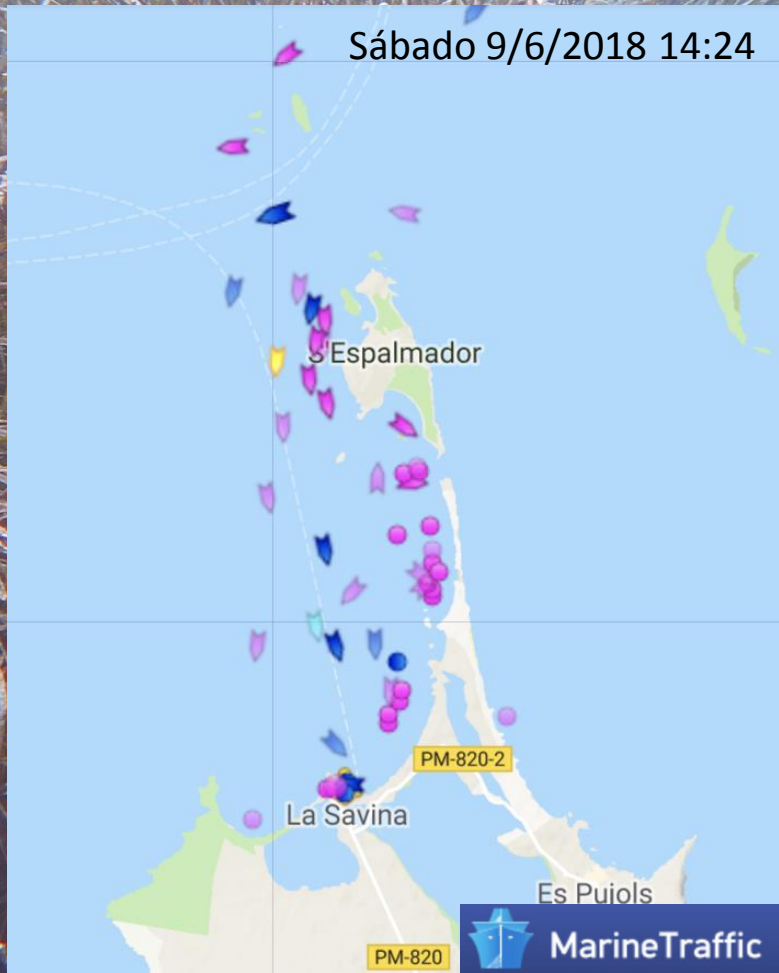 Sábado 9/6/2018 14:24
S'Espalmador
PM-820-2
La Savina
Es Pujols
PM-820
MarineTraffic